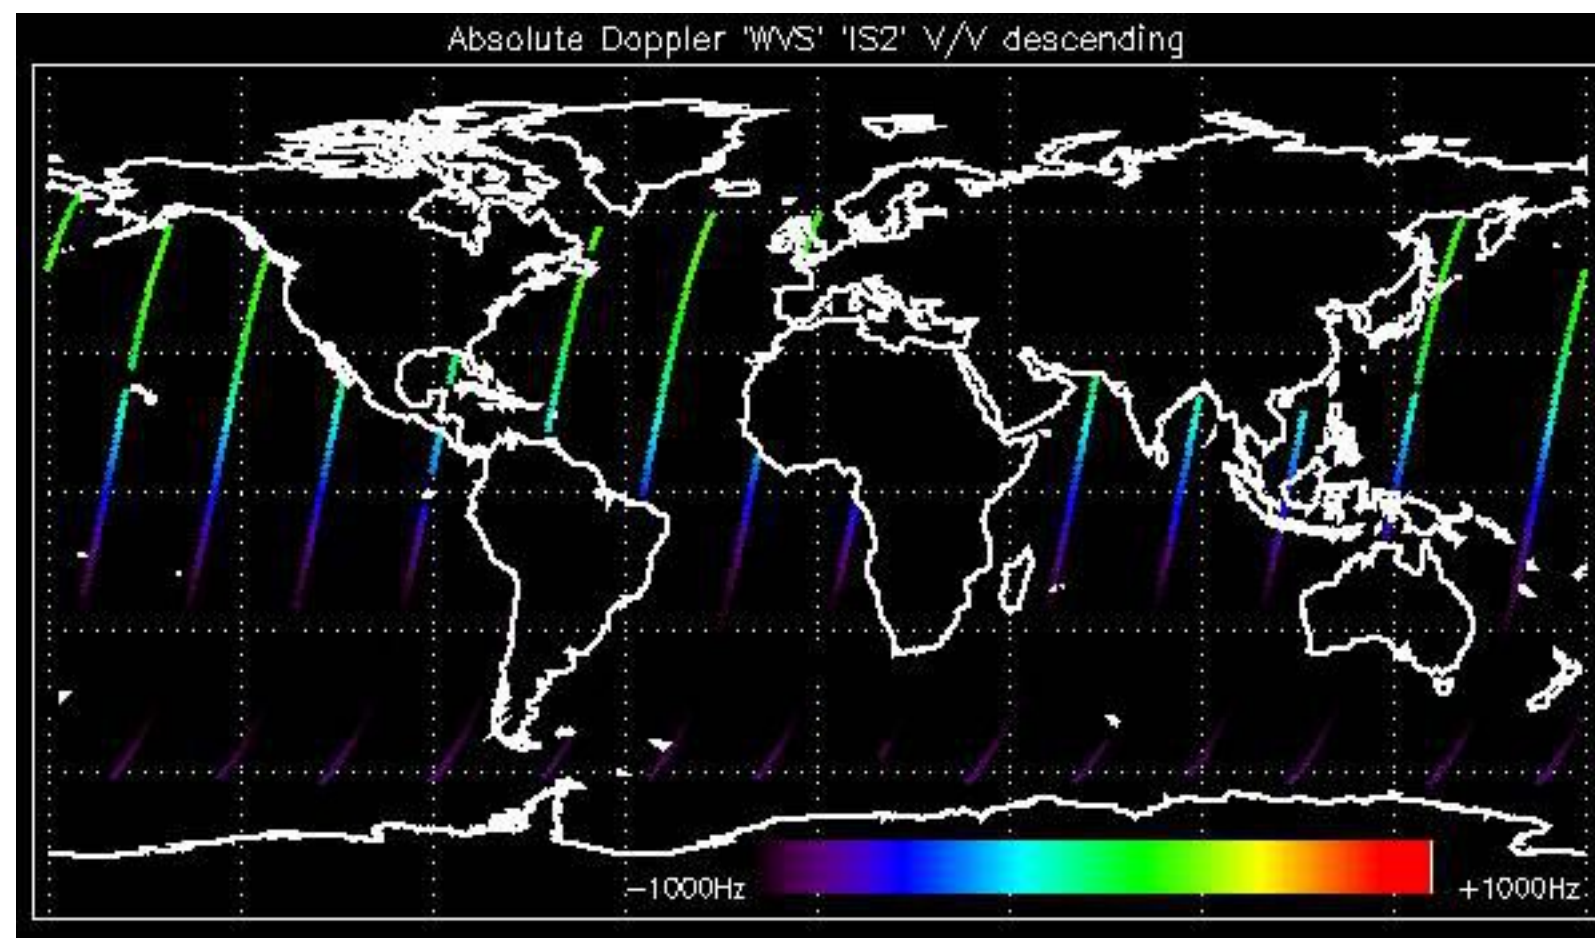 Absolute Doppler 'WVS' 'IS2' V/V descending
−1000Hz
+1000Hz